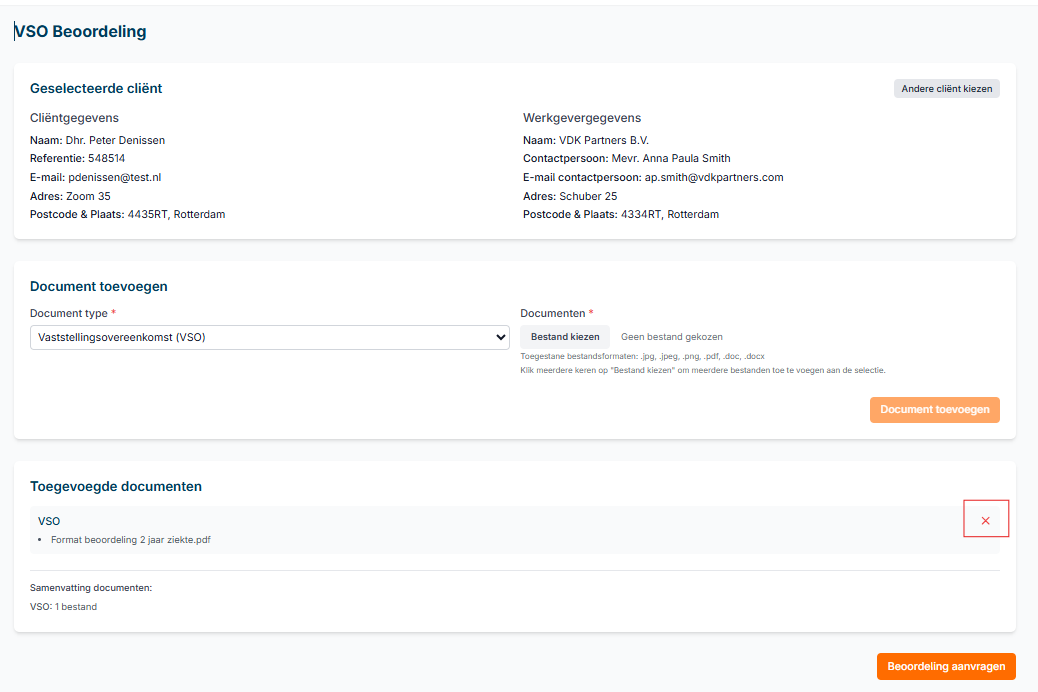 VSO Beoordeling
Geselecteerde cliënt
Andere cliënt kiezen
Cliëntgegevens
Naam: Dhr. Peter Denissen
Referentie: 548514
E-mail: pdenissen@test.nl
Adres: Zoom 35
Postcode & Plaats: 4435RT, Rotterdam
Werkgevergegevens
Naam: VDK Partners B.V.
Contactpersoon: Mevr. Anna Paula Smith
E-mail contactpersoon: ap.smith@vdkpartners.com
Adres: Schuber 25
Postcode & Plaats: 4334RT, Rotterdam
Document toevoegen
Document type *
Vaststellingsovereenkomst (VSO)
Documenten *
Bestand kiezen Geen bestand gekozen
Toegestane bestandsformaten: .jpg, .jpeg, .png, .pdf, .doc, .docx
Klik meerdere keren op "Bestand kiezen" om meerdere bestanden toe te voegen aan de selectie.
Document toevoegen
Toegevoegde documenten
VSO
• Format beoordeling 2 jaar ziekte.pdf
Samenvatting documenten:
VSO: 1 bestand
Beoordeling aanvragen